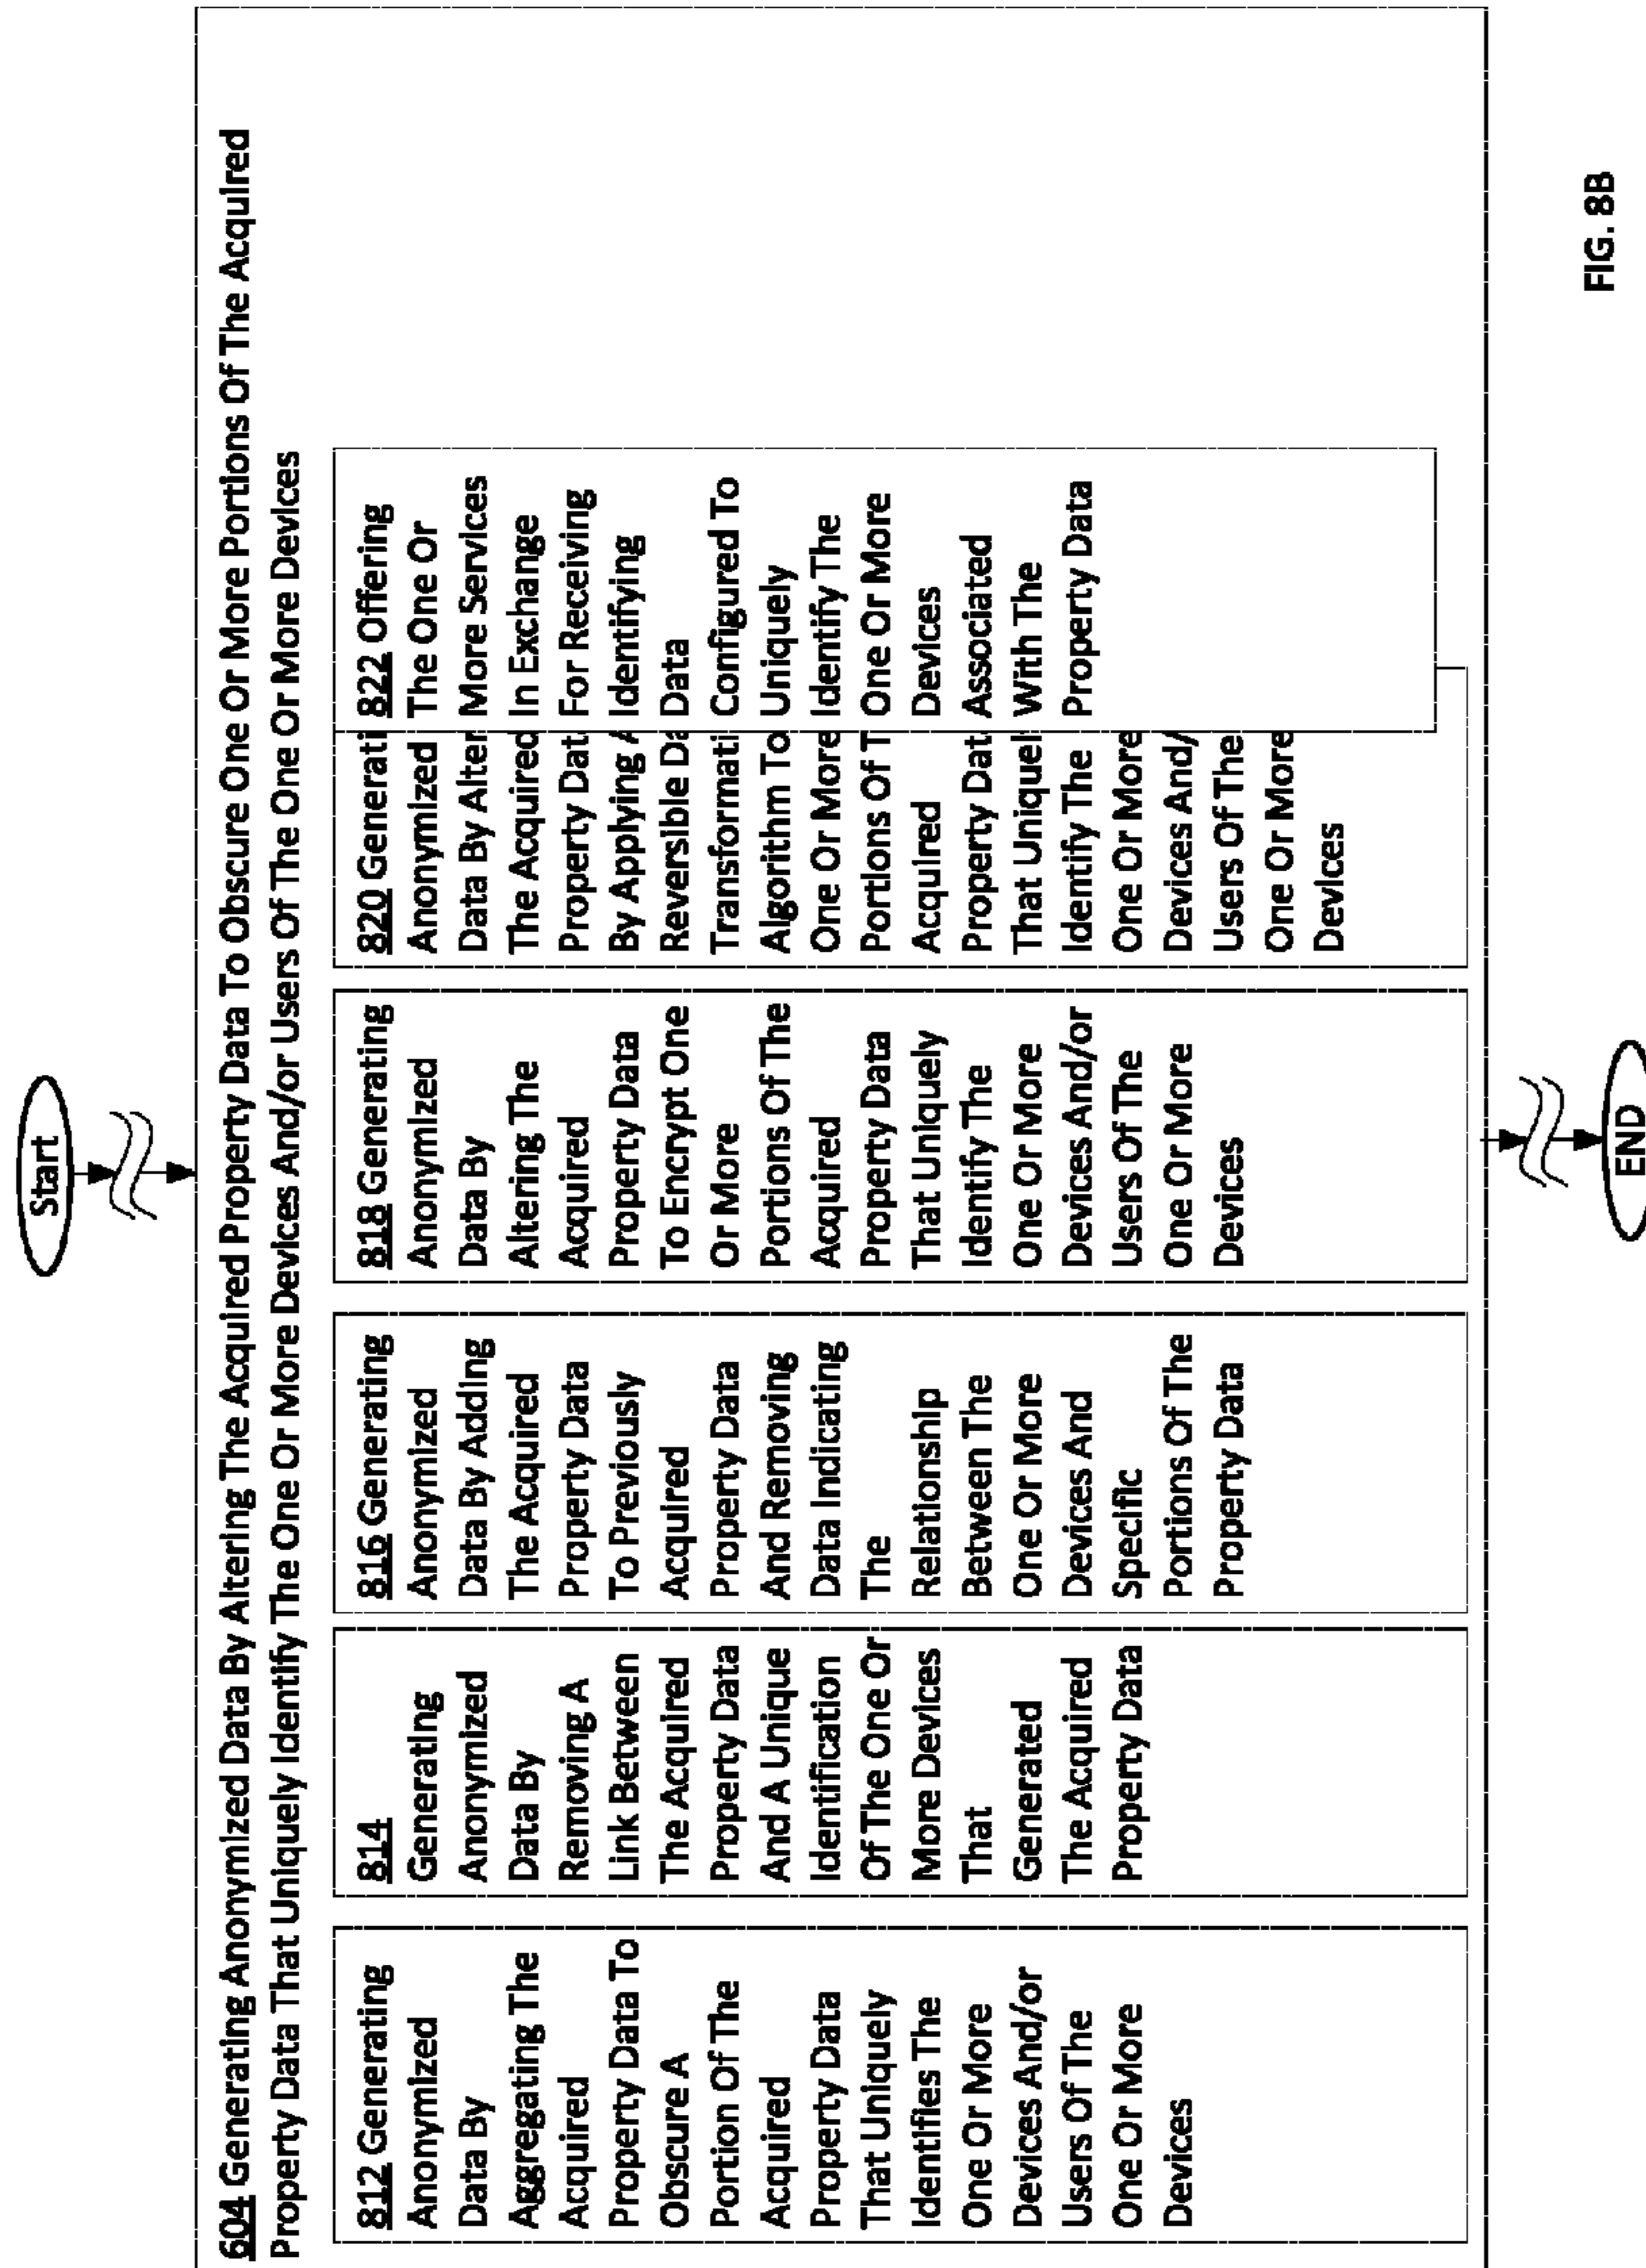 Start
604 Generating Anonymized Data By Altering The Acquired Property Data To Obscure One Or More Portions Of The Acquired
Property Data That Uniquely Identify The One Or More Devices And/or Users Of The One Or More Devices
812 Generating
Anonymized
Data By
Aggregating The
Acquired
Property Data To
Obscure A
Portion Of The
Acquired
Property Data
That Uniquely
Identifies The
One Or More
Devices And/or
Users Of The
One Or More
Devices
814
Generating
Anonymized
Data By
Removing A
Link Between
The Acquired
Property Data
And A Unique
Identification
Of The One Or
More Devices
That
Generated
The Acquired
Property Data
816 Generating
Anonymized
Data By Adding
The Acquired
Property Data
To Previously
Acquired
Property Data
And Removing
Data Indicating
The
Relationship
Between The
One Or More
Devices And
Specific
Portions Of The
Property Data
818 Generating
Anonymized
Data By
Altering The
Acquired
Property Data
To Encrypt One
Or More
Portions Of The
Acquired
Property Data
That Uniquely
Identify The
One Or More
Devices And/or
Users Of The
One Or More
Devices
820 Generati
Anonymized
Data By Alter
The Acquired
Property Dat
By Applying A
Reversible Da
Transformati
Algorithm To
One Or More
Portions Of T
Acquired
Property Dat
That Uniquel
Identify The
One Or More
Devices And/
Users Of The
One Or More
Devices
822 Offering
The One Or
More Services
In Exchange
For Receiving
Identifying
Data
Configured To
Uniquely
Identify The
One Or More
Devices
Associated
With The
Property Data
END
FIG. 8B